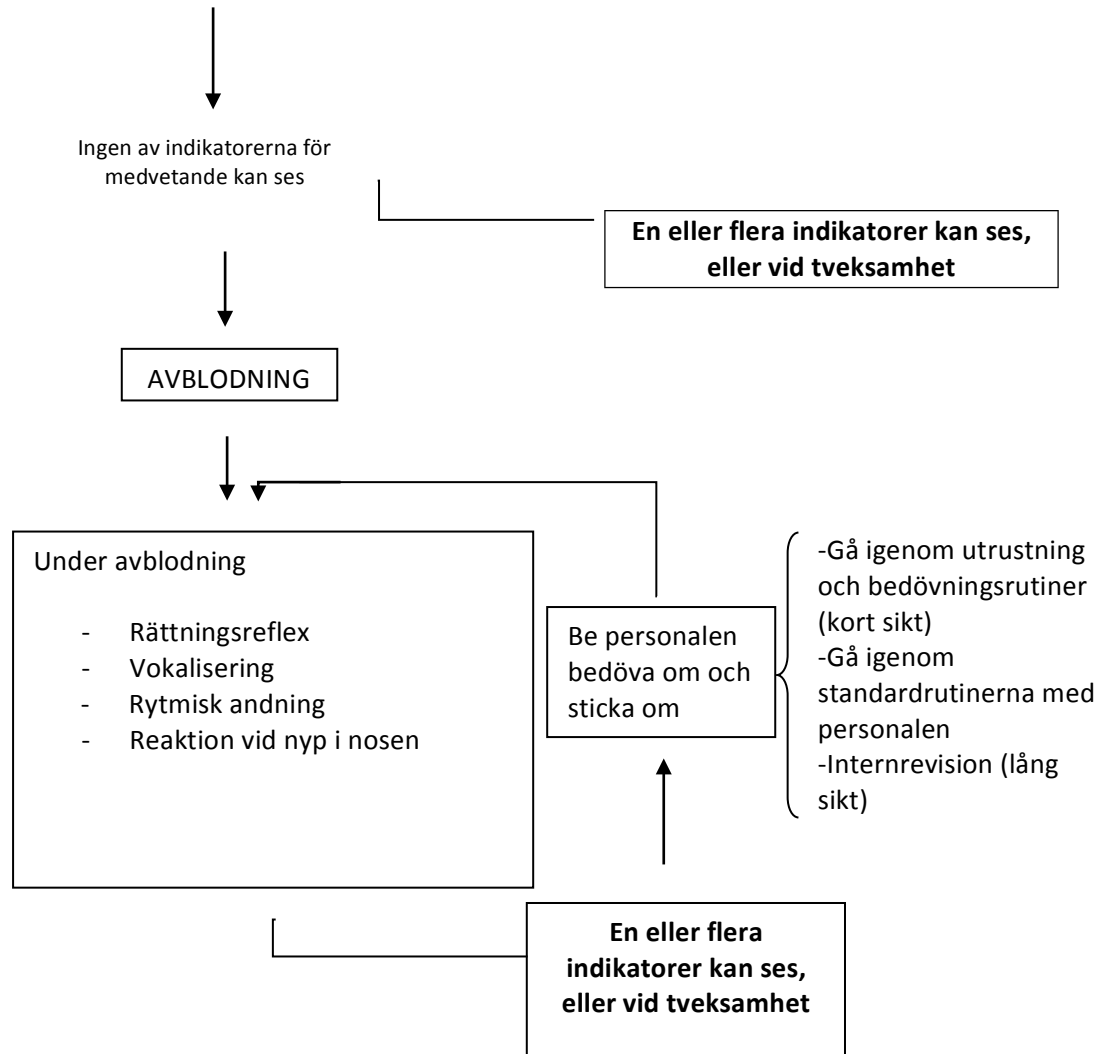 Ingen av indikatorerna för
medvetande kan ses
En eller flera indikatorer kan ses,
eller vid tveksamhet
AVBLODNING
Under avblodning
- Rättningsreflex
- Vokalisering
- Rytmisk andning
- Reaktion vid nyp i nosen
Be personalen
bedöva om och
sticka om
-Gå igenom utrustning
och bedövningsrutiner
(kort sikt)
-Gå igenom
standardrutinerna med
personalen
-Internrevision (lång
sikt)
En eller flera
indikatorer kan ses,
eller vid tveksamhet